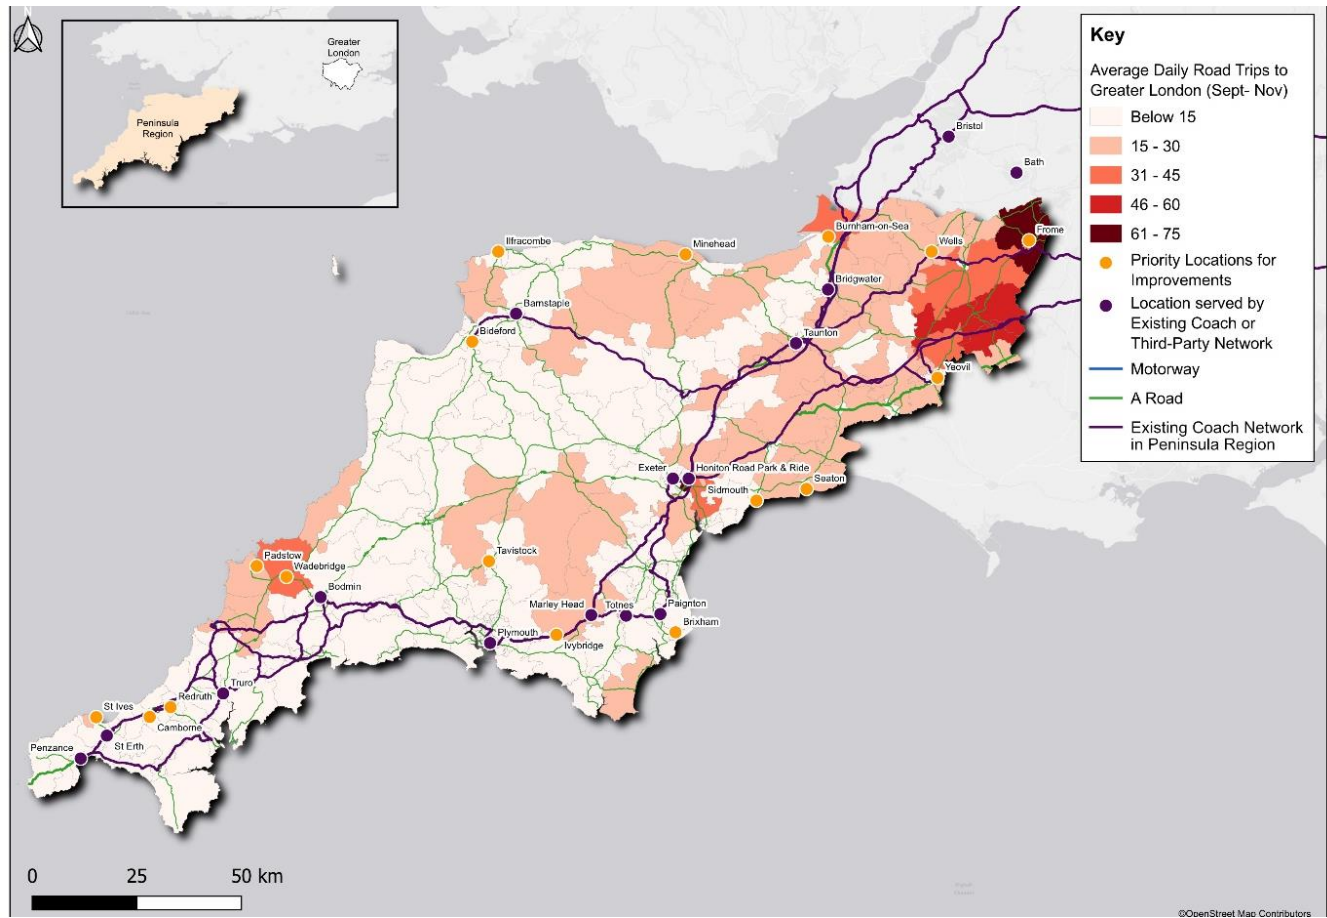 N
Greater
London
Peninsula
Region
Key
Average Daily Road Trips to
Greater London (Sept- Nov)
Below 15
15 - 30
31 - 45
46 - 60
61 - 75
Priority Locations for
Improvements
Location served by
Existing Coach or
Third-Party Network
Motorway
A Road
Existing Coach Network
in Peninsula Region
Bristol
Bath
Burnham-on-Sea
Wells
Frome
Ilfracombe
Minehead
Bridgwater
Barnstaple
Bideford
Taunton
Yeovil
Exeter
Honiton Road Park & Ride
Sidmouth
Seaton
Padstow
Wadebridge
Tavistock
Bodmin
Marley Head
Totnes
Paignton
Brixham
Plymouth
Ivybridge
Truro
Redruth
St Ives
Camborne
St Erth
Penzance
0 25 50 km
©OpenStreet Map Contributors